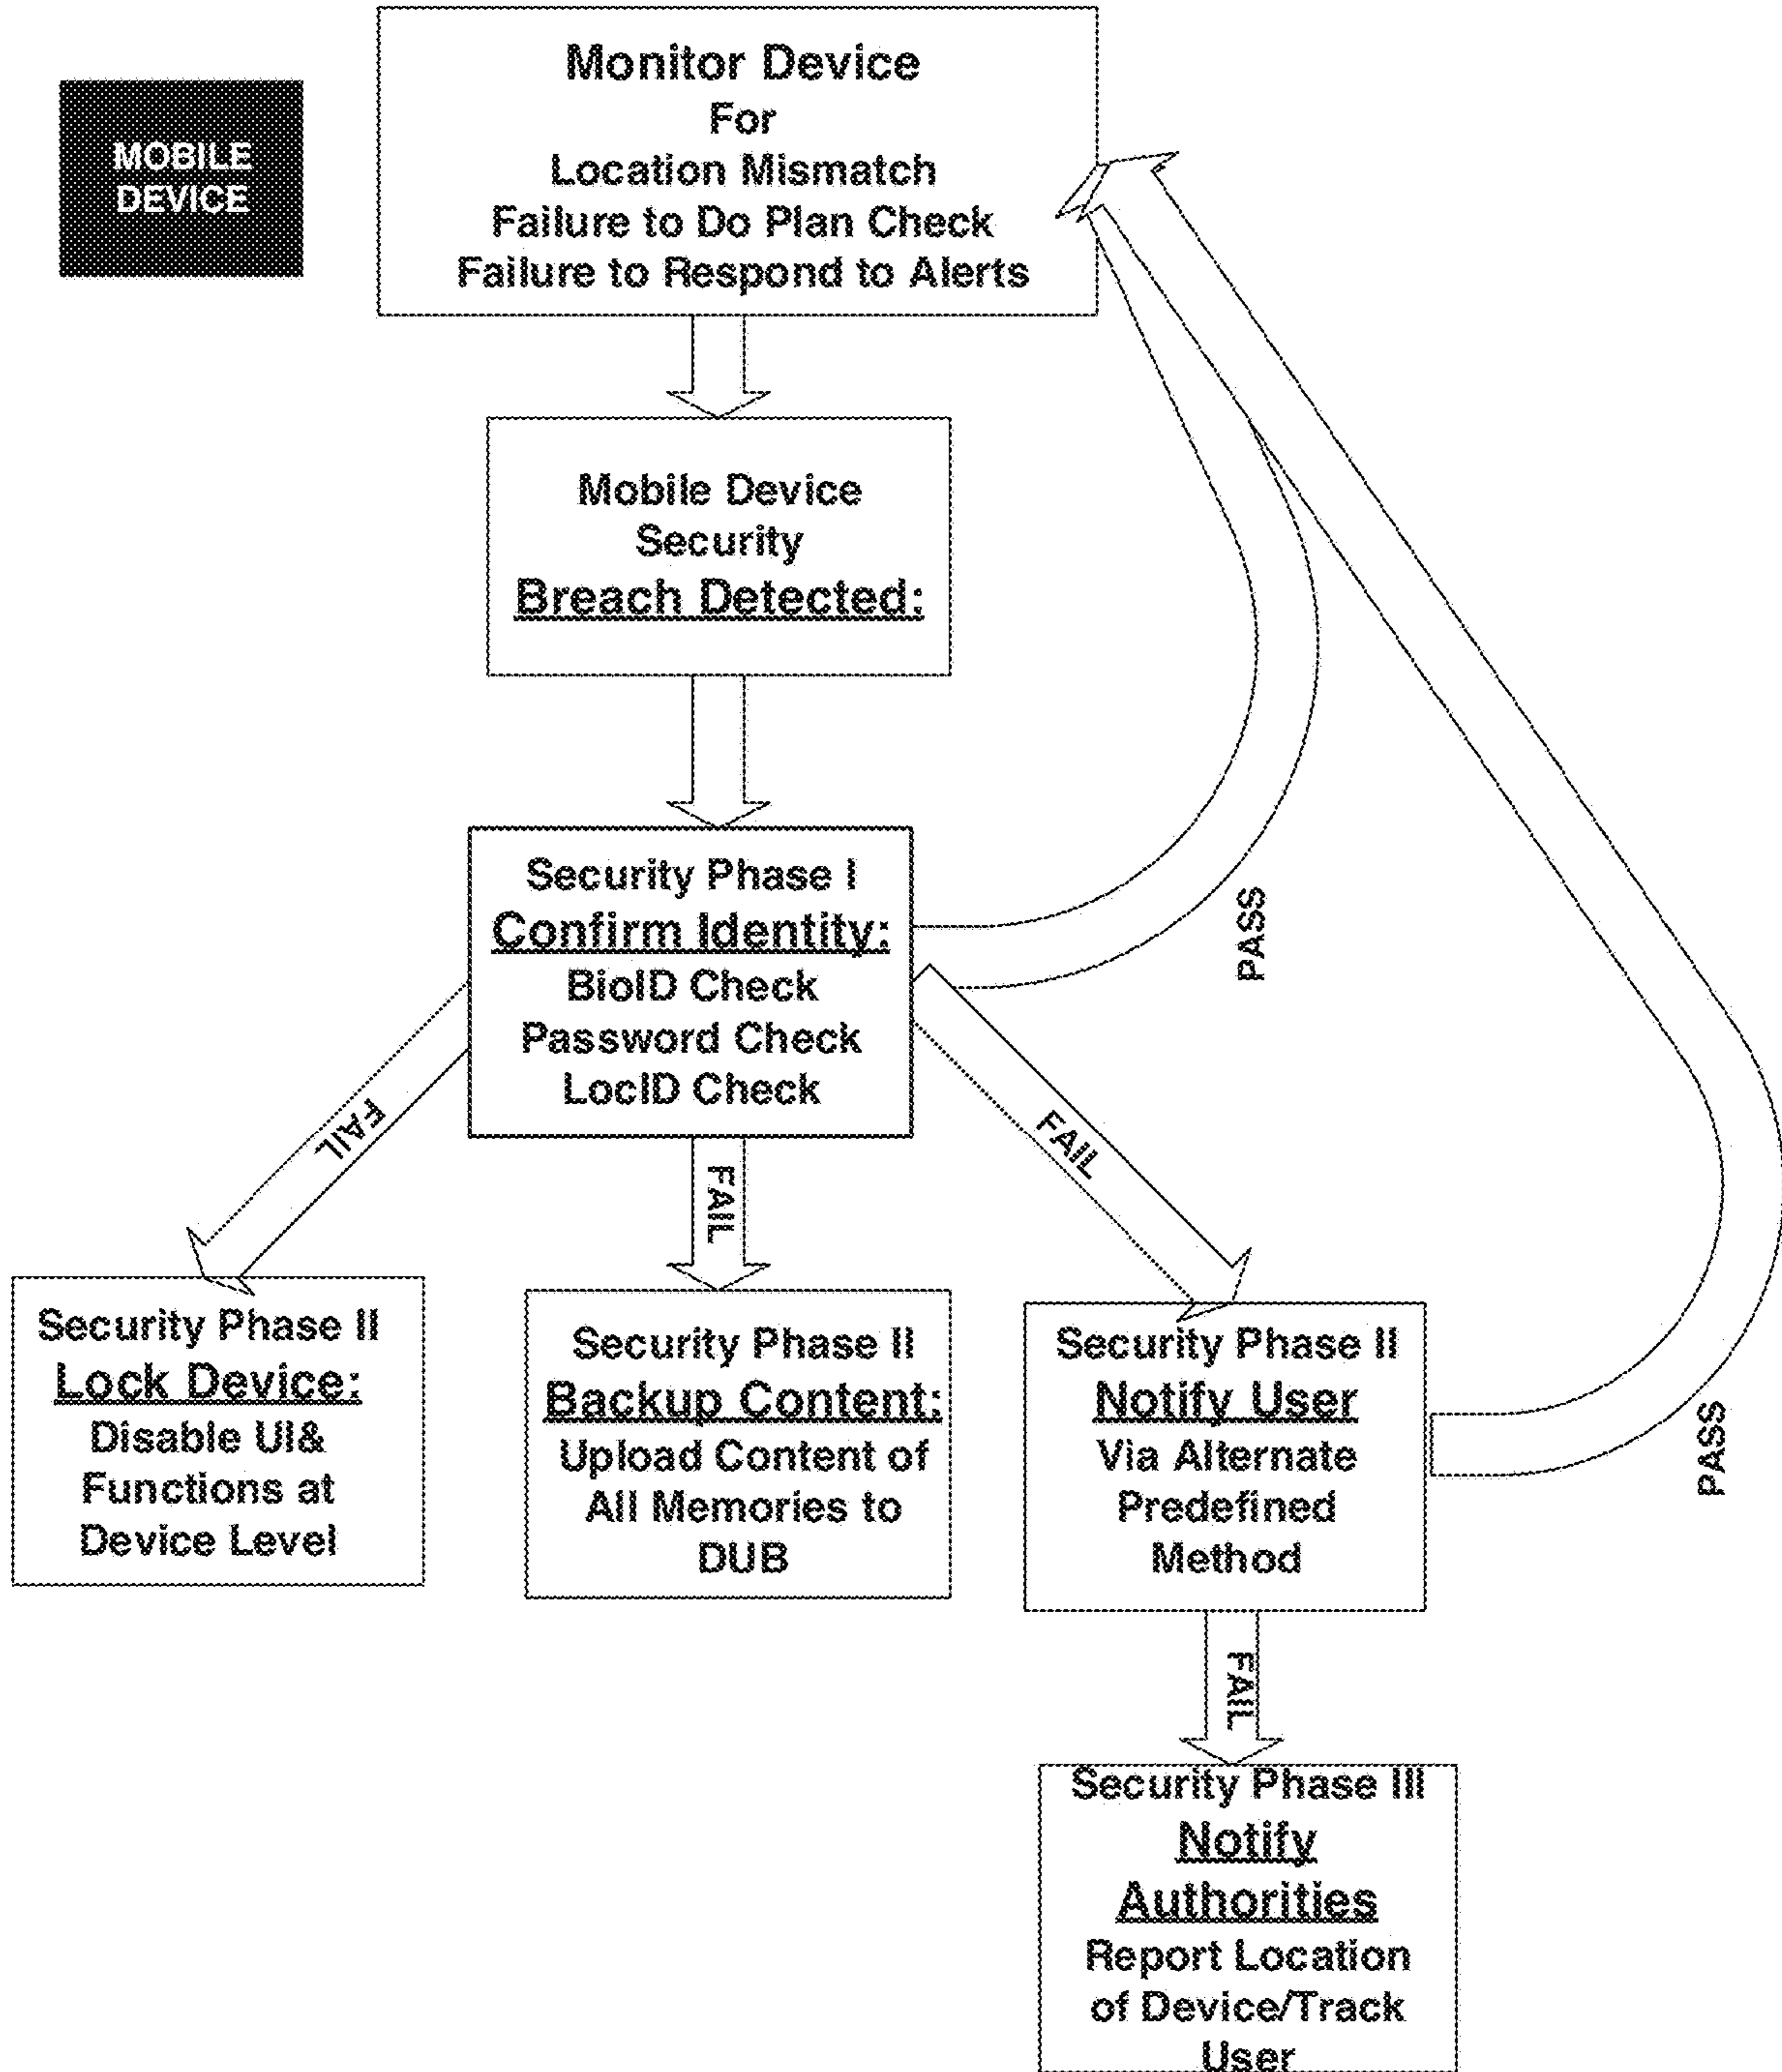 MOBILE
DEVICE
Monitor Device
For
Location Mismatch
Failure to Do Plan Check
Failure to Respond to Alerts
Mobile Device
Security
Breach Detected:
Security Phase I
Confirm Identity:
BioID Check
Password Check
LocID Check
PASS
FAIL
FAIL
FAIL
Security Phase II
Lock Device:
Disable UI&
Functions at
Device Level
Security Phase II
Backup Content:
Upload Content of
All Memories to
DUB
Security Phase II
Notify User
Via Alternate
Predefined
Method
PASS
FAIL
Security Phase III
Notify
Authorities
Report Location
of Device/Track
User